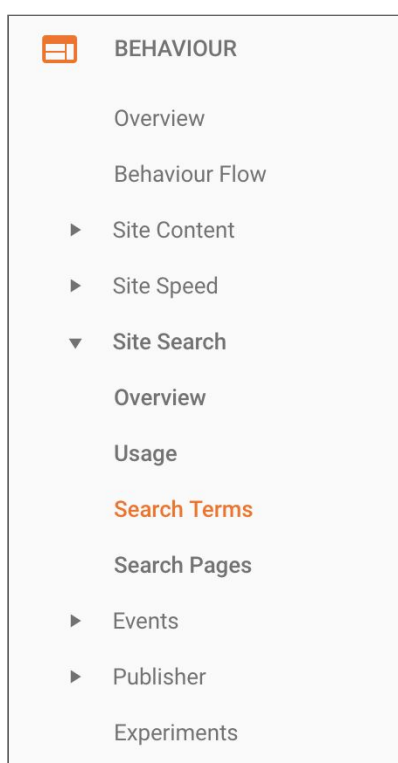 BEHAVIOUR
Overview
Behaviour Flow
Site Content
Site Speed
Site Search
Overview
Usage
Search Terms
Search Pages
Events
Publisher
Experiments